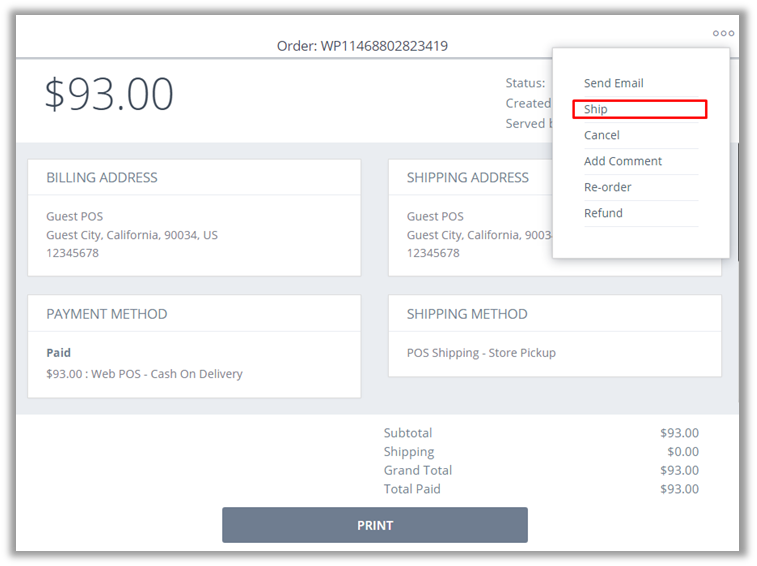 Order: WP11468802823419
$93.00
Status:
Created
Served
Send Email
Ship
Cancel
Add Comment
Re-order
Refund
BILLING ADDRESS
Guest POS
Guest City, California, 90034, US
12345678
SHIPPING ADDRESS
Guest POS
Guest City, California,
12345678
PAYMENT METHOD
Paid
$93.00 : Web POS - Cash On Delivery
SHIPPING METHOD
POS Shipping - Store Pickup
Subtotal $93.00
Shipping $0.00
Grand Total $93.00
Total Paid $93.00
PRINT